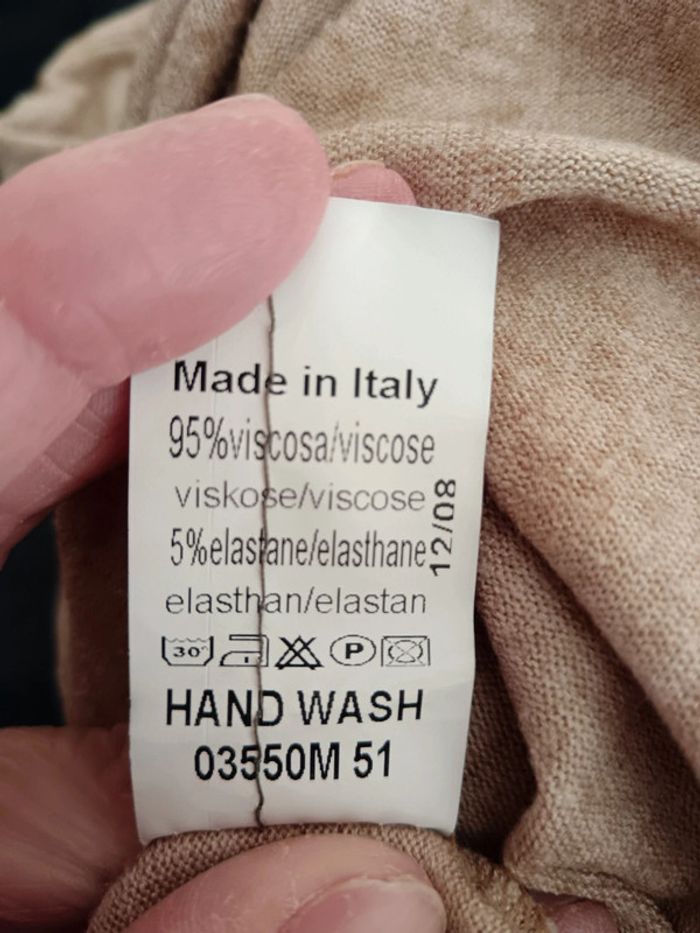 Made in Italy
95%viscosa/viscose
viskose/viscose
5%elastane/elasthane
elasthan/elastan
12/08
30°
P
HAND WASH
03550M 51